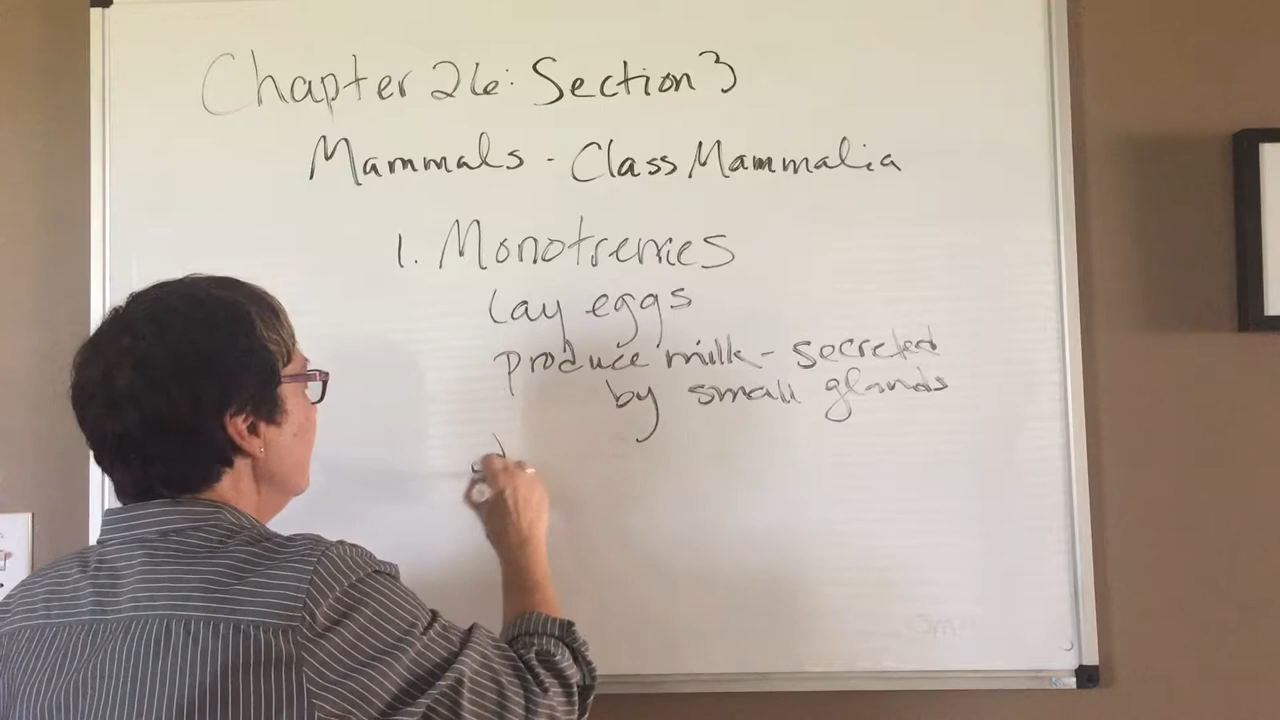 Chapter 26: Section 3
Mammals - Class Mammalia
1. Monotremes
lay eggs
produce milk - secreted
by small glands